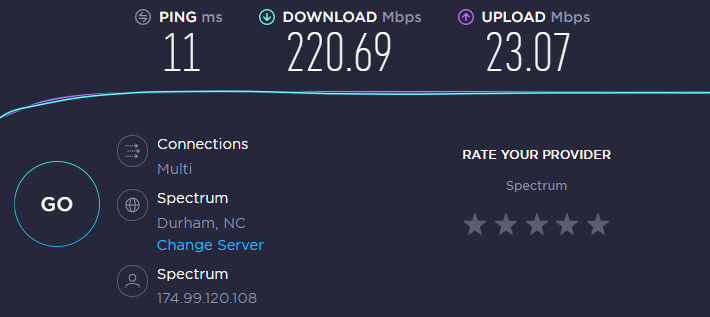 PING ms
DOWNLOAD Mbps
UPLOAD Mbps
11
220.69
23.07
GO
Connections
Multi
Spectrum
Durham, NC
Change Server
Spectrum
174.99.120.108
RATE YOUR PROVIDER
Spectrum